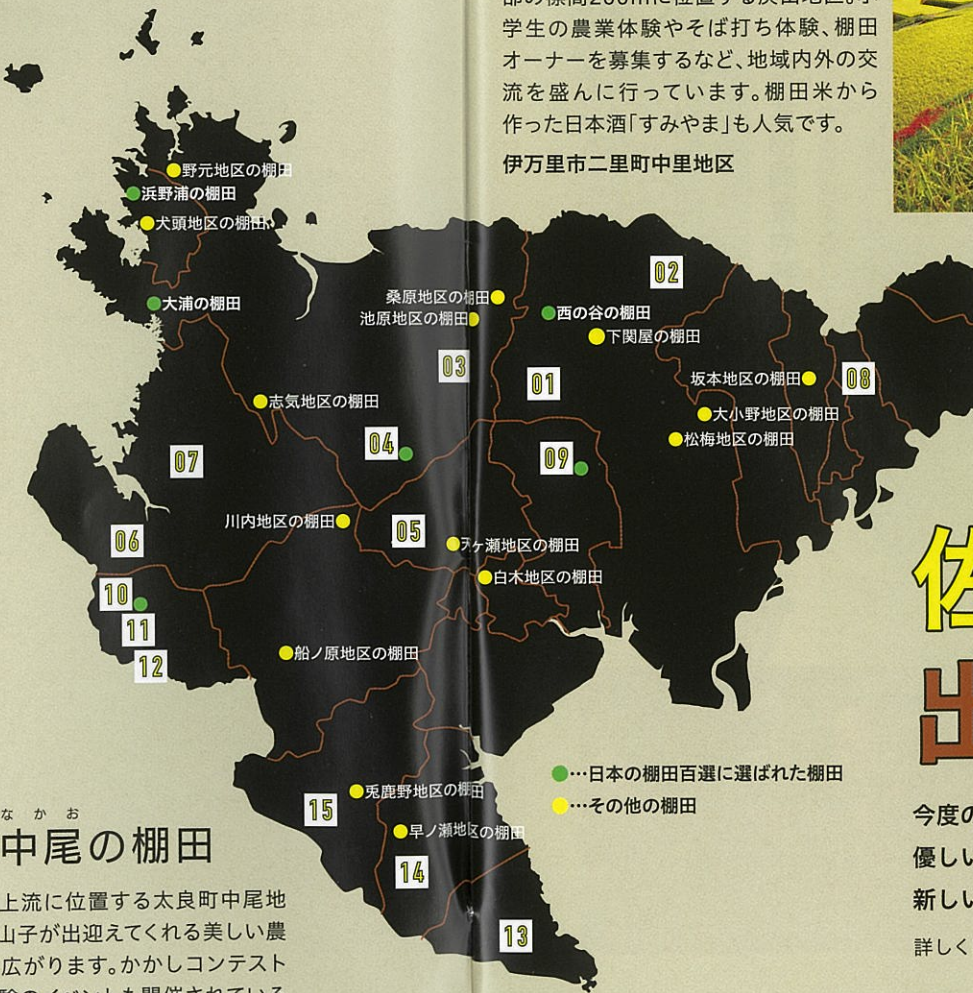 学生の農業体験やそば打ち体験、棚田
オーナーを募集するなど、地域内外の交
流を盛んに行っています。棚田米から
作った日本酒「すみやま」も人気です。
伊万里市二里町中里地区
野元地区の棚田
浜野浦の棚田
犬頭地区の棚田
大浦の棚田
02
桑原地区の棚田
池原地区の棚田
西の谷の棚田
下関屋の棚田
03
01
坂本地区の棚田
08
志気地区の棚田
大小野地区の棚田
松梅地区の棚田
04
09
07
川内地区の棚田
05
06
天ヶ瀬地区の棚田
白木地区の棚田
10
11
12
船ノ原地区の棚田
…日本の棚田百選に選ばれた棚田
…その他の棚田
兎鹿野地区の棚田
15
早ノ瀬地区の棚田
14
13
なかお
中尾の棚田
上流に位置する太良町中尾地
山子が出迎えてくれる美しい農
広がります。かかしコンテスト
佐
出
今度の
優しい
新しい
詳しく